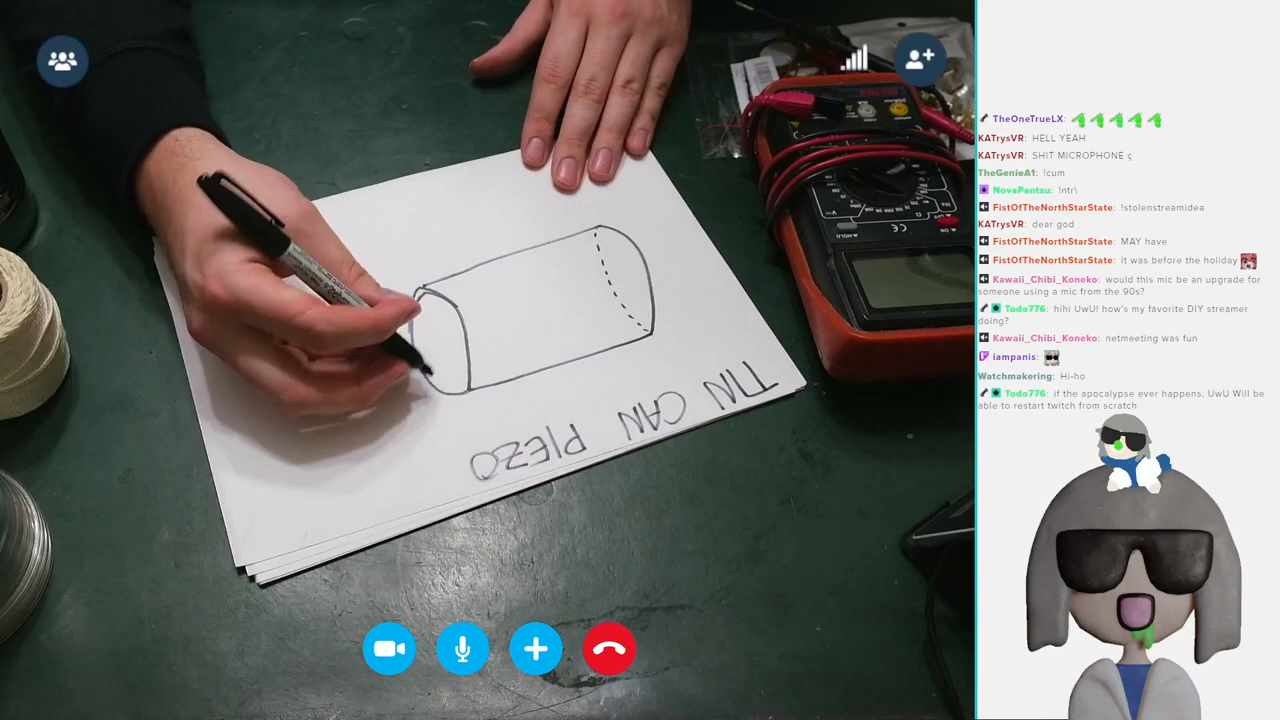 TIN CAN PIEZO
HOLD
TheOneTrueLX:
KATrysVR: HELL YEAH
KATrysVR: SHIT MICROPHONE ç
TheGenieA1: !cum
NovaPantsu: !ntr\
FistOfTheNorthStarState: !stolenstreamidea
KATrysVR: dear god
FistOfTheNorthStarState: MAY have
FistOfTheNorthStarState: It was before the holiday
Kawaii_Chibi_Koneko: would this mic be an upgrade for
someone using a mic from the 90s?
Todo776: hihi UwU! how's my favorite DIY streamer
doing?
Kawaii_Chibi_Koneko: netmeeting was fun
iampanis:
Watchmakering: Hi-ho
Todo776: if the apocalypse ever happens, UwU Will be
able to restart twitch from scratch